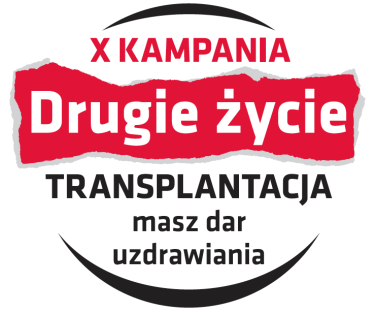 X KAMPANIA
Drugie życie
TRANSPLANTACJA
masz dar
uzdrawiania